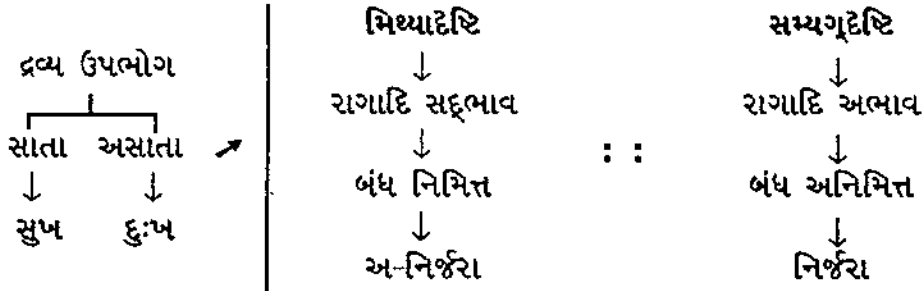 મિથ્યાદૃષ્ટિ સમ્યગ્દૃષ્ટિ
દ્રવ્ય ઉપભોગ
↓ ↓
રાગાદિ સદ્ભાવ રાગાદિ અભાવ
સાતા અસાતા ↗ ↓ : : ↓
↓ ↓ બંધ નિમિત્ત બંધ અનિમિત્ત
સુખ દુઃખ ↓ ↓
અ-નિર્જરા નિર્જરા